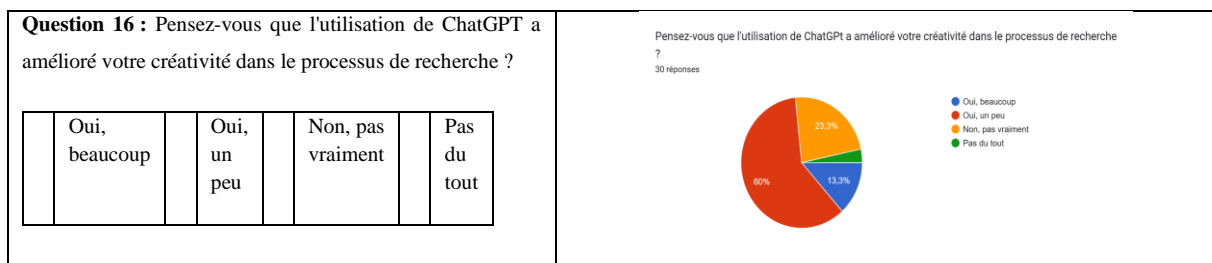 Question 16 : Pensez-vous que l'utilisation de ChatGPT a
amélioré votre créativité dans le processus de recherche ?
Oui,
beaucoup
Oui,
un
peu
Non, pas
vraiment
Pas
du
tout
Pensez-vous que l'utilisation de ChatGPt a amélioré votre créativité dans le processus de recherche
?
30 réponses
23,3%
60%
13,3%
Oui, beaucoup
Oui, un peu
Non, pas vraiment
Pas du tout